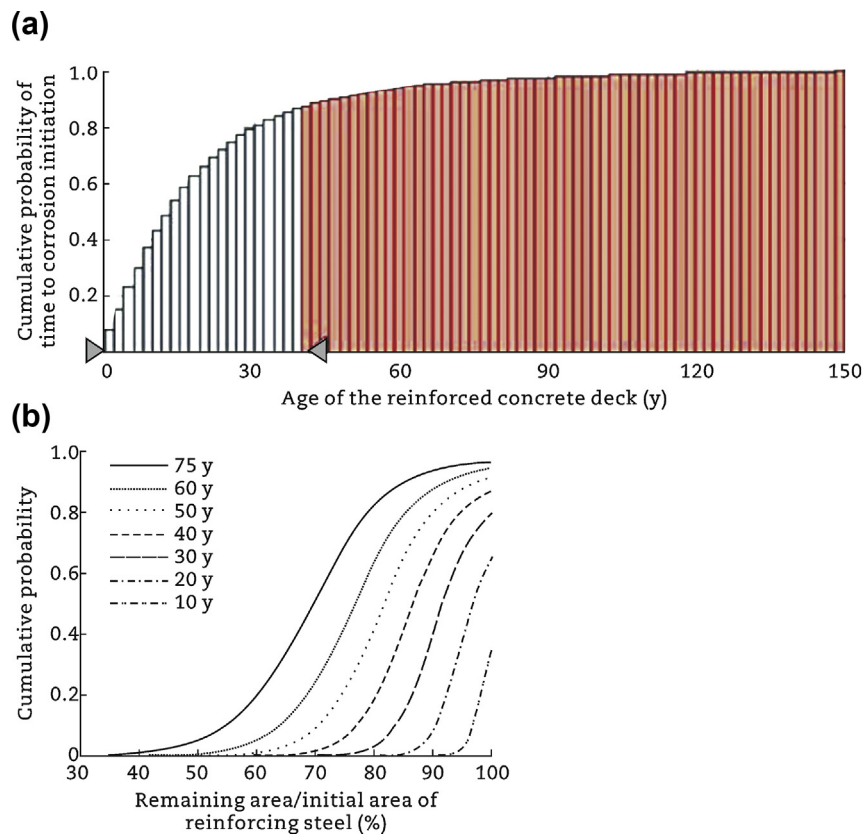 (a)
Cumulative probability of
time to corrosion initiation
1.0
0.8
0.6
0.4
0.2
0 30 60 90 120 150
Age of the reinforced concrete deck (y)
(b)
Cumulative probability
1.0
0.8
0.6
0.4
0.2
0
75 y
60 y
50 y
40 y
30 y
20 y
10 y
30 40 50 60 70 80 90 100
Remaining area/initial area of
reinforcing steel (%)